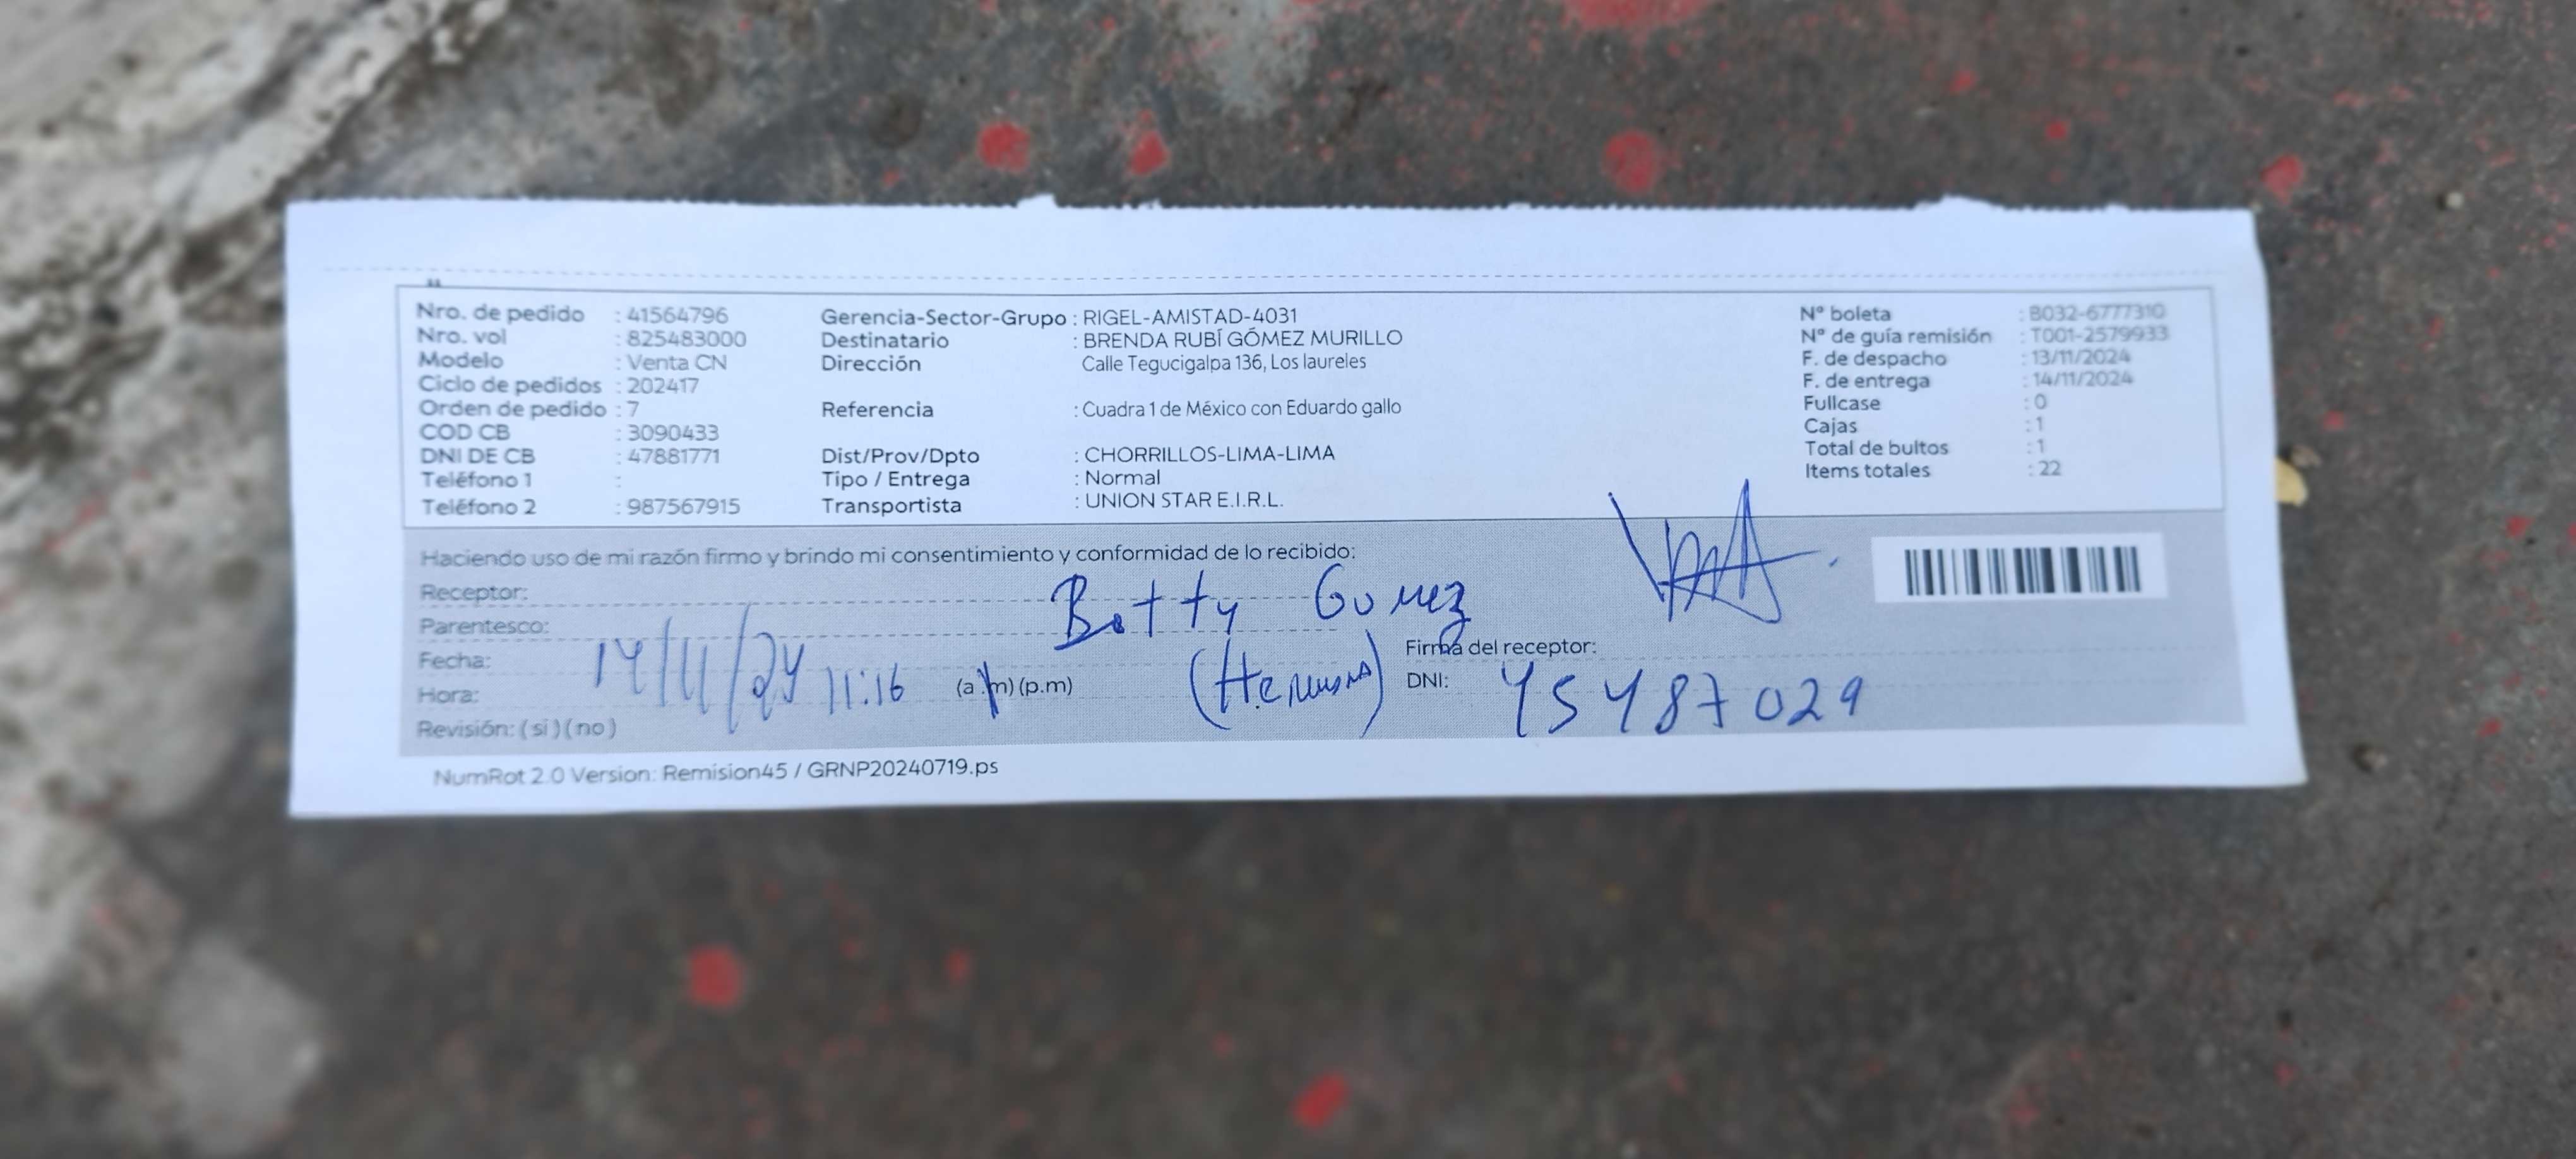 Nro. de pedido : 41564796 Gerencia-Sector-Grupo : RIGEL-AMISTAD-4031 Nº boleta : B032-6777310
Nro. vol : 825483000 Destinatario : BRENDA RUBÍ GÓMEZ MURILLO Nº de guía remisión : T001-2579933
Modelo : Venta CN Dirección Calle Tegucigalpa 136, Los laureles F. de despacho : 13/11/2024
Ciclo de pedidos : 202417 F. de entrega : 14/11/2024
Orden de pedido : 7 Referencia : Cuadra 1 de México con Eduardo gallo Fullcase : 0
COD CB : 3090433 Cajas : 1
DNI DE CB : 47881771 Dist/Prov/Dpto : CHORRILLOS-LIMA-LIMA Total de bultos : 1
Teléfono 1 : Tipo / Entrega : Normal Items totales : 22
Teléfono 2 : 987567915 Transportista : UNION STAR E.I.R.L.
Haciendo uso de mi razón firmo y brindo mi consentimiento y conformidad de lo recibido:
Receptor: Betty Gomez
Parentesco: (Hermana)
Fecha: 14/11/24 Firma del receptor:
Hora: 11:16 (a.m) (p.m) DNI: 45487029
Revisión: ( si ) ( no )
NumRot 2.0 Version: Remision45 / GRNP20240719.ps